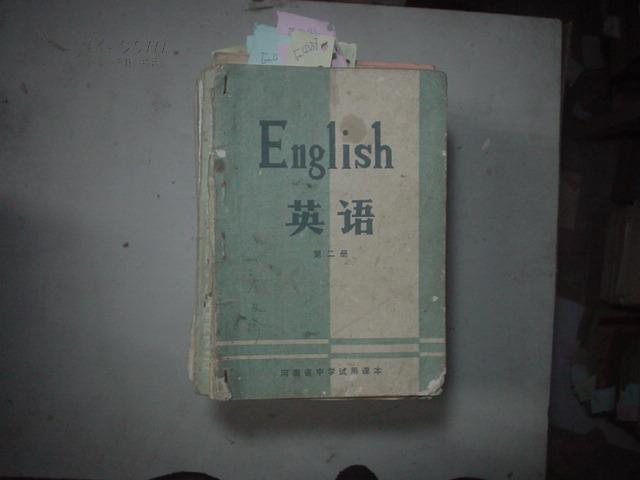 English
英语
第二册
河南省中学试用课本